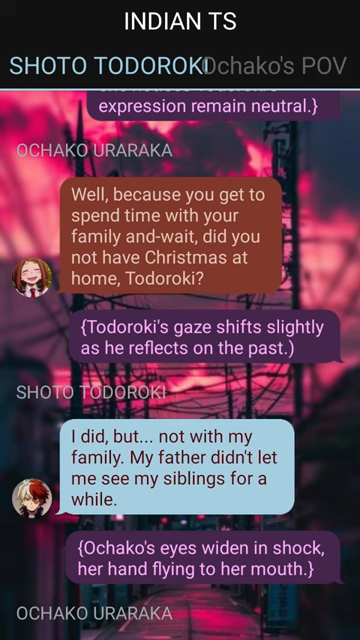 INDIAN TS
SHOTO TODOROKI Ochako's POV
expression remain neutral.}
OCHAKO URARAKA
Well, because you get to
spend time with your
family and-wait, did you
not have Christmas at
home, Todoroki?
{Todoroki's gaze shifts slightly
as he reflects on the past.)
SHOTO TODOROKI
I did, but... not with my
family. My father didn't let
me see my siblings for a
while.
{Ochako's eyes widen in shock,
her hand flying to her mouth.}
OCHAKO URARAKA